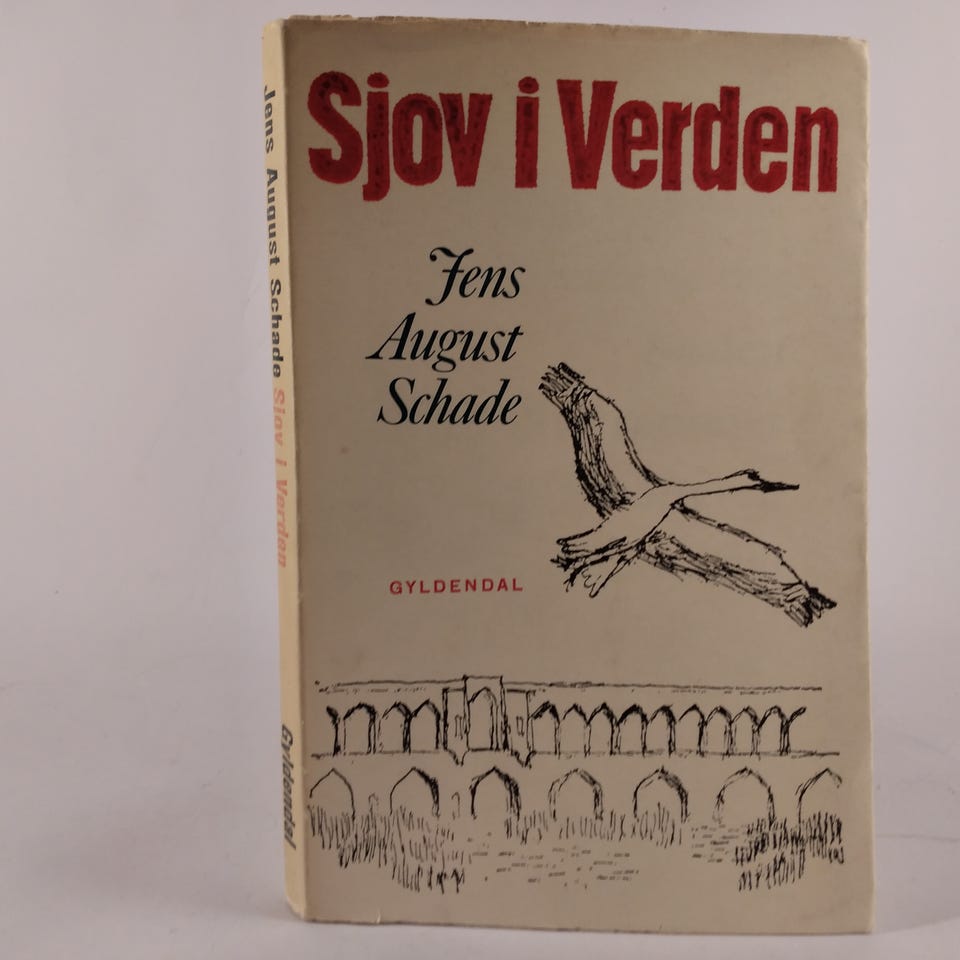 Sjov i Verden
Jens
August
Schade
GYLDENDAL
Jens August Schade Sjov i Verden
Gyldendal